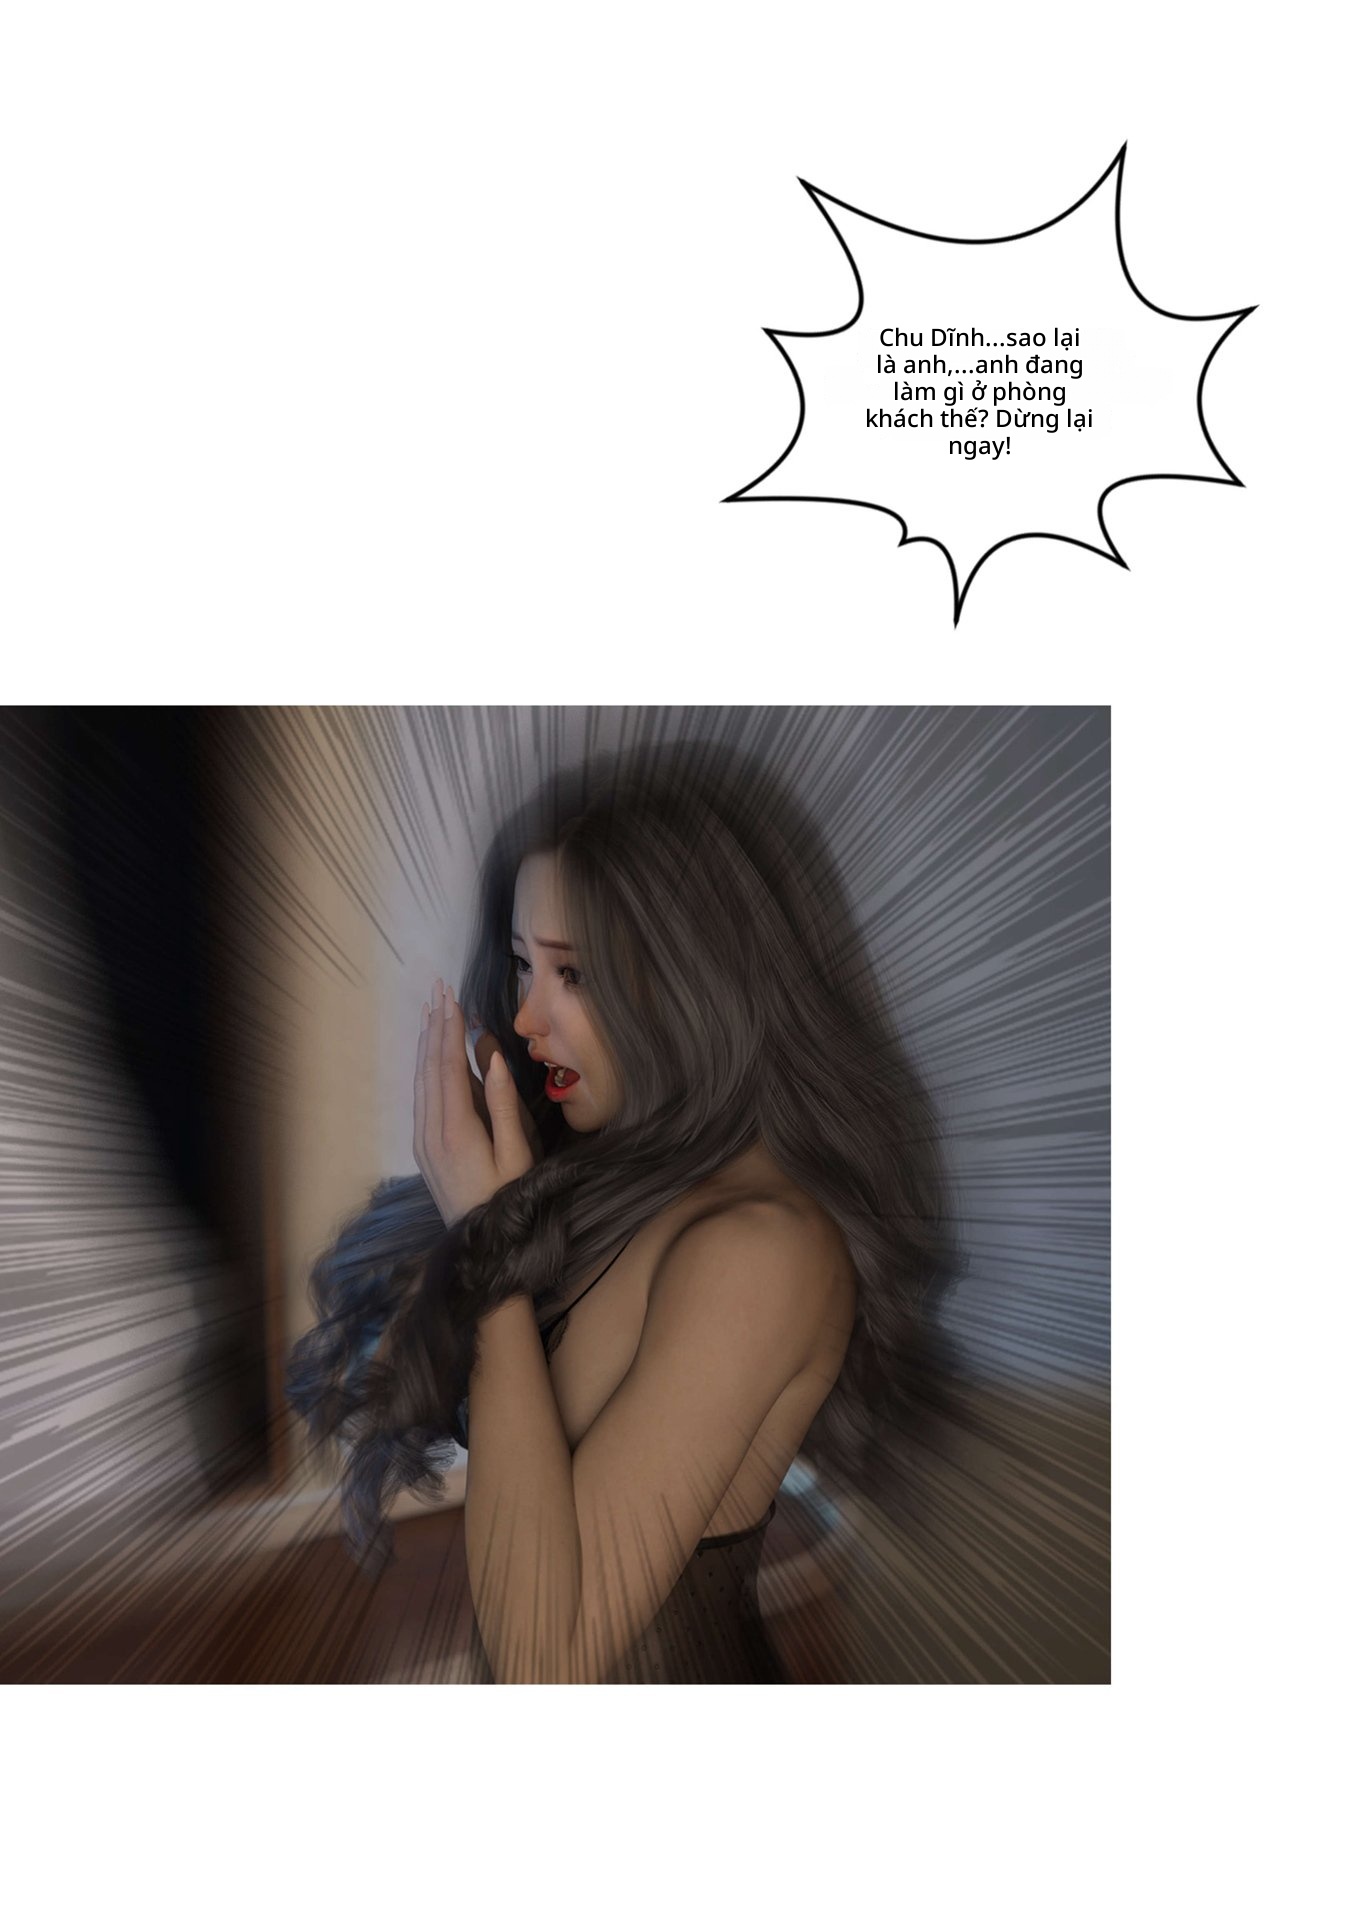 Chu Dĩnh...sao lại
là anh,...anh đang
làm gì ở phòng
khách thế? Dừng lại
ngay!